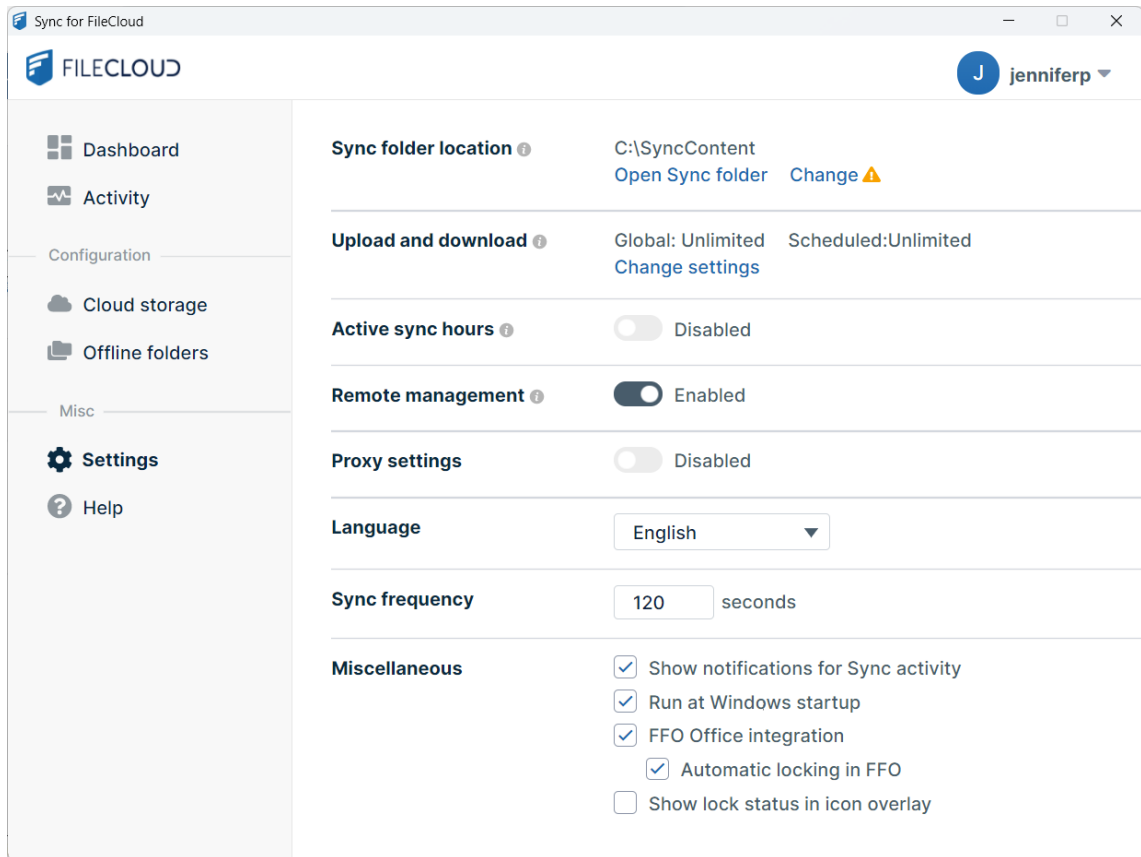 Sync for FileCloud
FILECLOUD
J jenniferp
Dashboard
Activity
Configuration
Cloud storage
Offline folders
Misc
Settings
Help
Sync folder location C:\SyncContent
Open Sync folder Change
Upload and download Global: Unlimited Scheduled:Unlimited
Change settings
Active sync hours Disabled
Remote management Enabled
Proxy settings Disabled
Language English
Sync frequency 120 seconds
Miscellaneous Show notifications for Sync activity
Run at Windows startup
FFO Office integration
Automatic locking in FFO
Show lock status in icon overlay